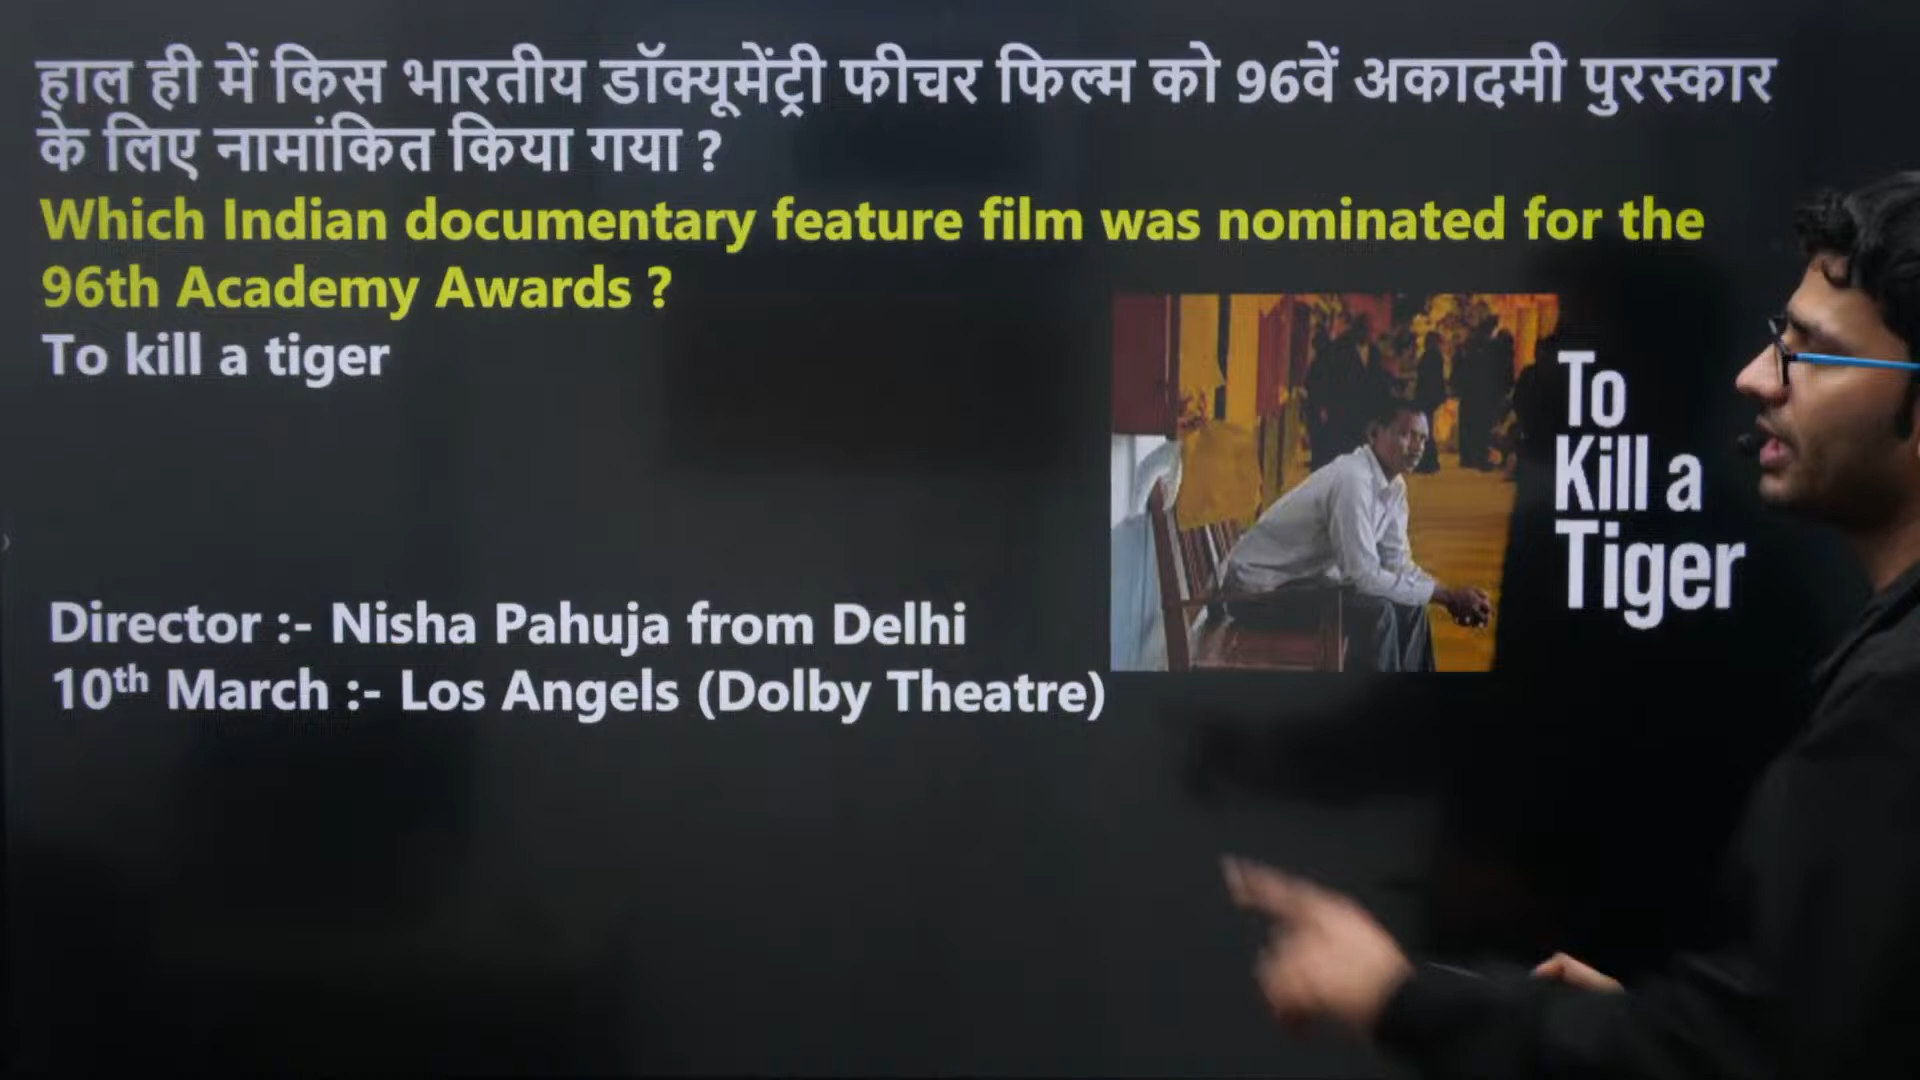 हाल ही में किस भारतीय डॉक्यूमेंट्री फीचर फिल्म को 96वें अकादमी पुरस्कार
के लिए नामांकित किया गया ?
Which Indian documentary feature film was nominated for the
96th Academy Awards ?
To kill a tiger
To
Kill a
Tiger
Director :- Nisha Pahuja from Delhi
10th March :- Los Angels (Dolby Theatre)